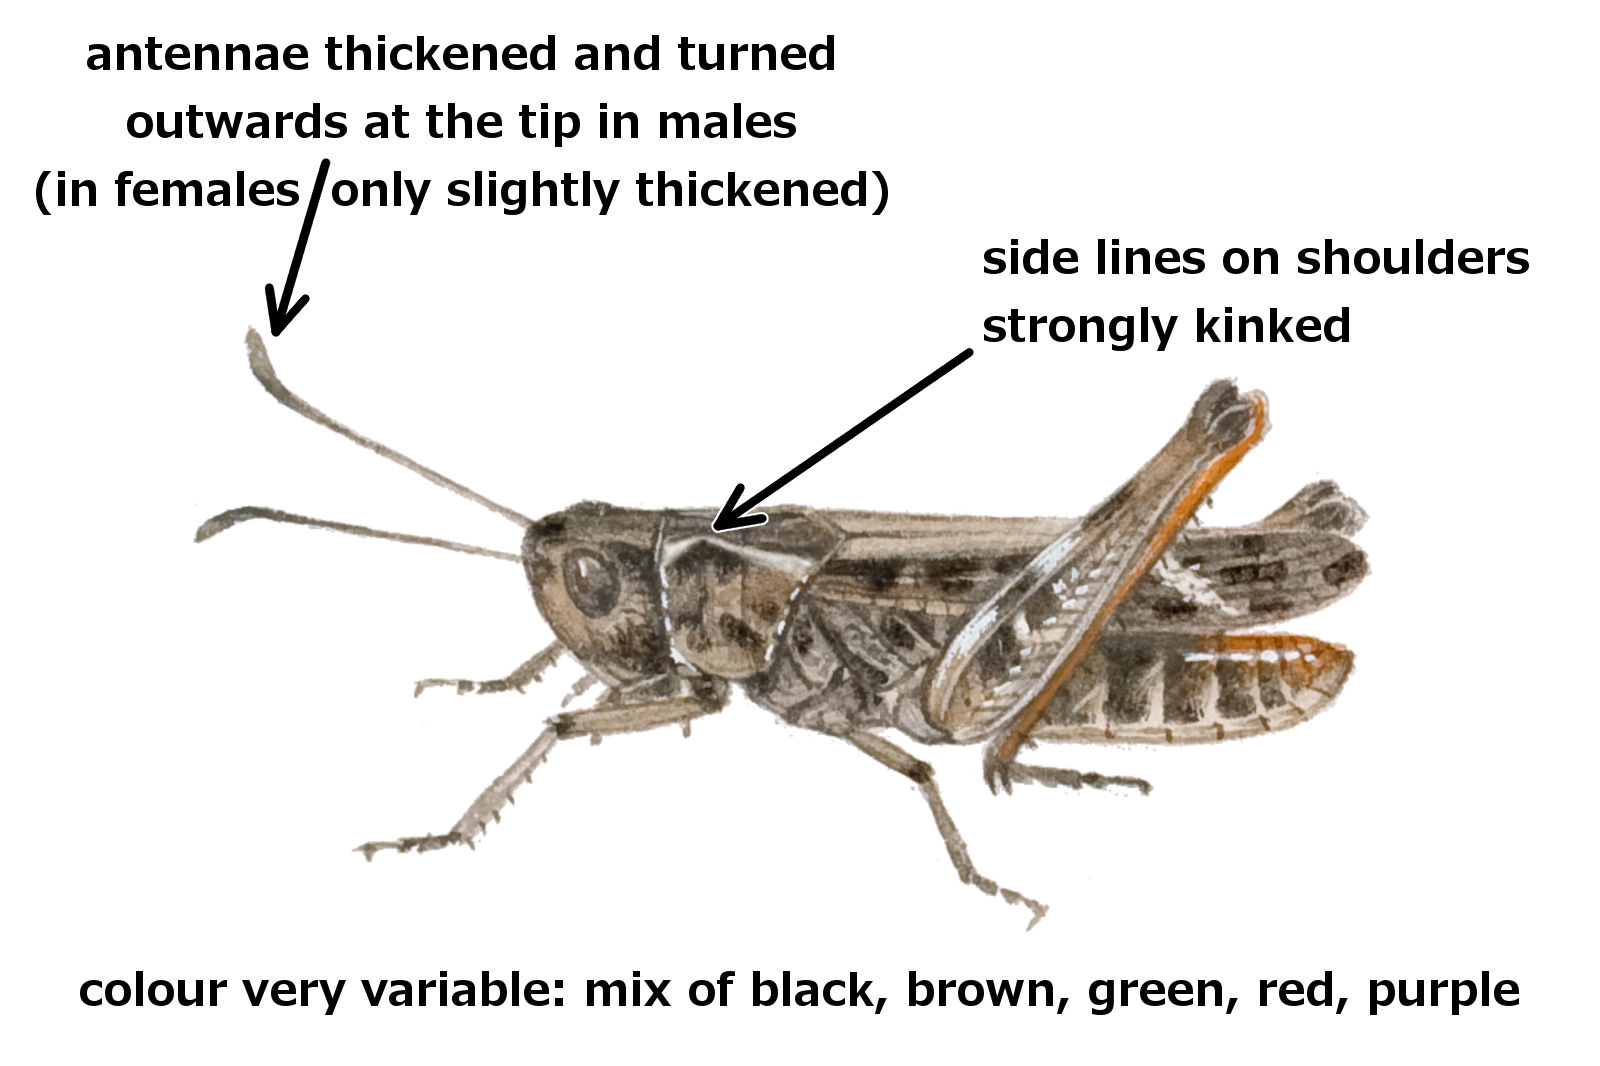 antennae thickened and turned
outwards at the tip in males
(in females only slightly thickened)
side lines on shoulders
strongly kinked
colour very variable: mix of black, brown, green, red, purple